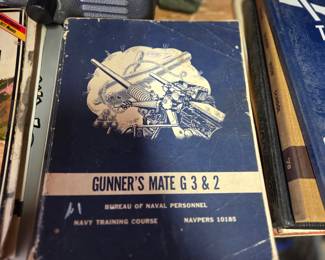 GUNNER'S MATE G 3 & 2
BUREAU OF NAVAL PERSONNEL
NAVY TRAINING COURSE NAVPERS 10185